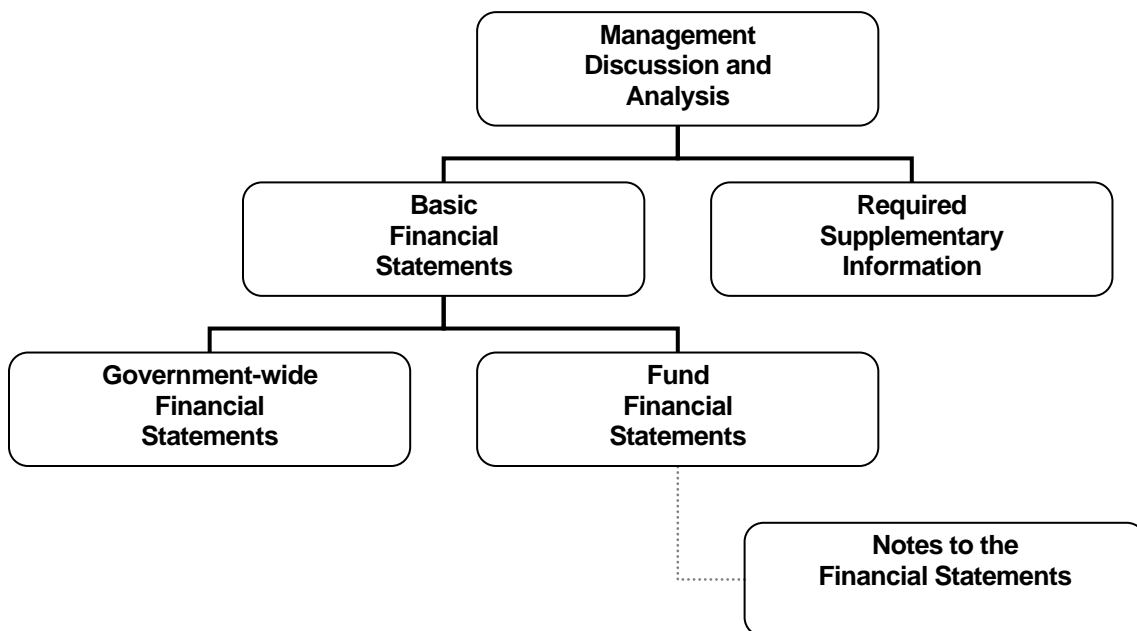 Management
Discussion and
Analysis
Basic
Financial
Statements
Required
Supplementary
Information
Government-wide
Financial
Statements
Fund
Financial
Statements
Notes to the
Financial Statements